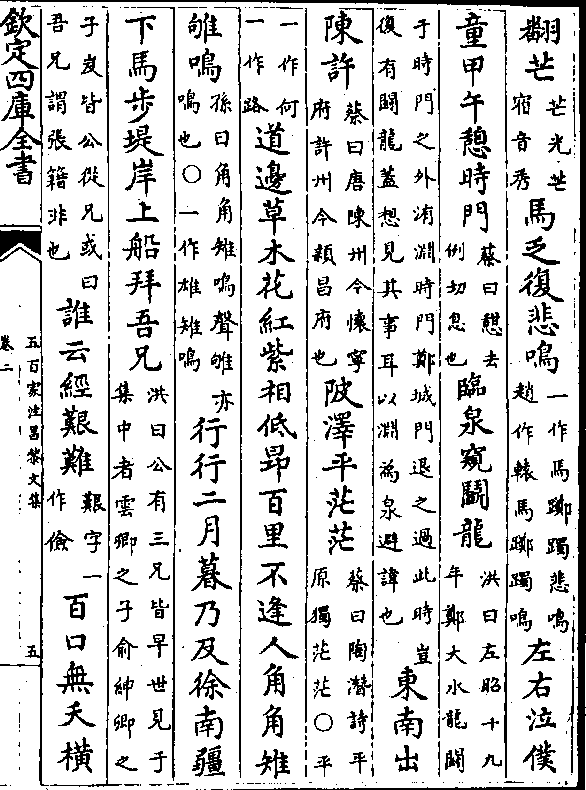 翻芒芒光芒宿音秀馬乏復悲鳴一作馬躑躅悲鳴趙作轅馬躑躅鳴左右泣僕
童甲午憩時門蔡曰憇去例切忽也臨泉窺鬭龍洪曰左昭十九年鄭大水龍鬭
于時門之外洧淵時門鄭城門退之過此時豈復有鬭龍蓋想見其事耳以淵為泉避諱也東南出
陳許蔡曰唐陳州今懐寧府許州今頴昌府也陂澤平茫茫蔡曰陶潛詩平原獨茫茫○平
一作何一作路道邊草木花紅紫相低昻百里不逢人角角雉
雊鳴孫曰角角雉鳴聲雊亦鳴也○一作雄雉鳴行行二月暮乃及徐南疆
下馬步堤岸上船拜吾兄洪曰公有三兄皆早世見于集中者雲卿之子俞紳卿之
子岌皆公從兄或曰吾兄謂張籍非也誰云經艱難艱字一作儉百口無夭横
欽定四庫全書
五百家注昌黎文集
卷二
五